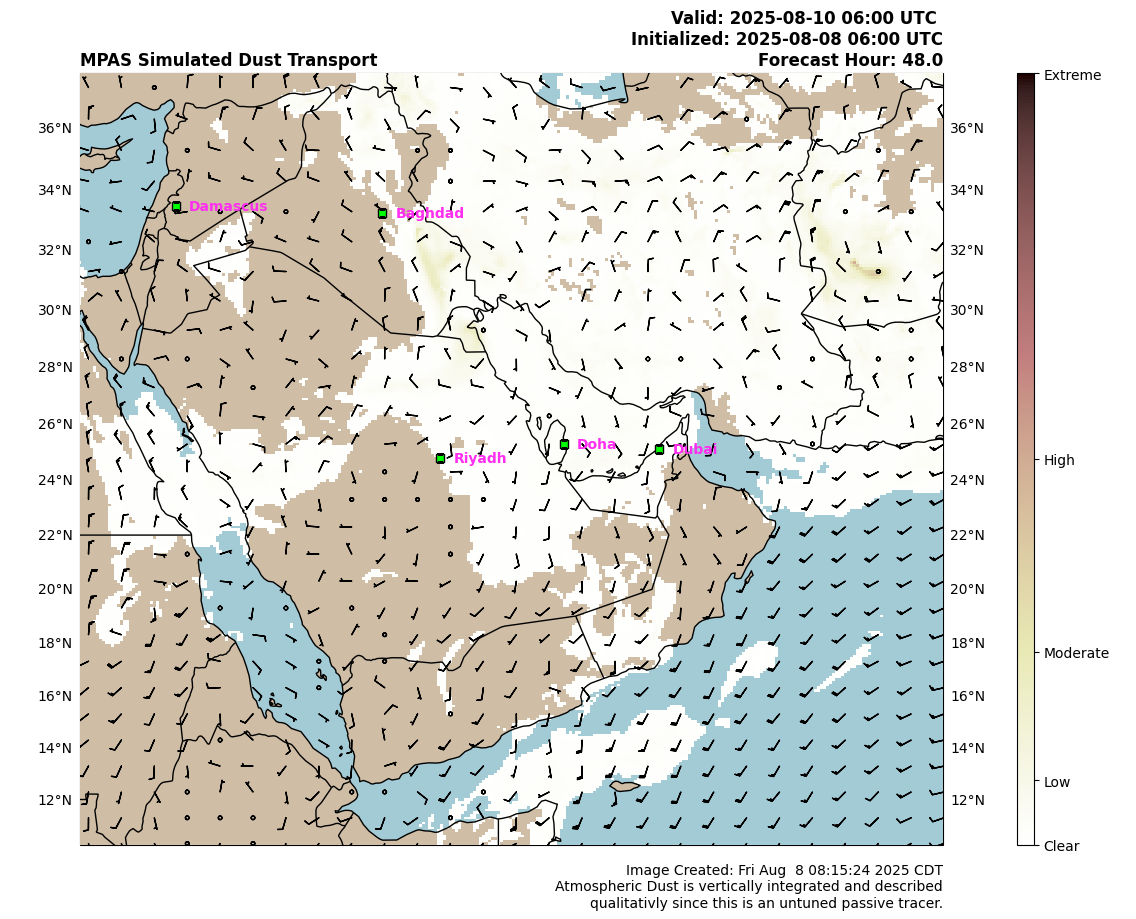 Valid: 2025-08-10 06:00 UTC
Initialized: 2025-08-08 06:00 UTC
MPAS Simulated Dust Transport
Forecast Hour: 48.0
Extreme
36°N
36°N
34°N
34°N
Damascus
Baghdad
32°N
32°N
30°N
30°N
28°N
28°N
26°N
26°N
Doha
Dubai
Riyadh
High
24°N
24°N
22°N
22°N
20°N
20°N
18°N
18°N
Moderate
16°N
16°N
14°N
14°N
Low
12°N
12°N
Clear
Image Created: Fri Aug  8 08:15:24 2025 CDT
Atmospheric Dust is vertically integrated and described
qualitativly since this is an untuned passive tracer.